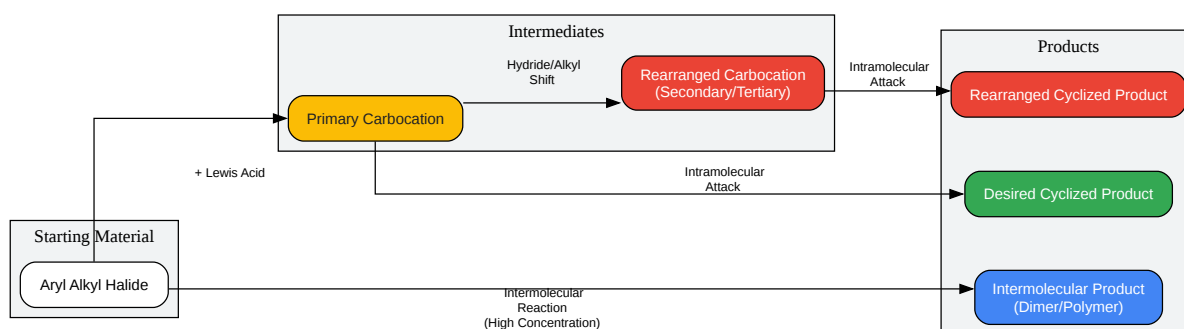 Intermediates
Hydride/Alkyl
Shift
Rearranged Carbocation
(Secondary/Tertiary)
Primary Carbocation
Intramolecular
Attack
Products
Rearranged Cyclized Product
+ Lewis Acid
Intramolecular
Attack
Desired Cyclized Product
Starting Material
Aryl Alkyl Halide
Intermolecular
Reaction
(High Concentration)
Intermolecular Product
(Dimer/Polymer)